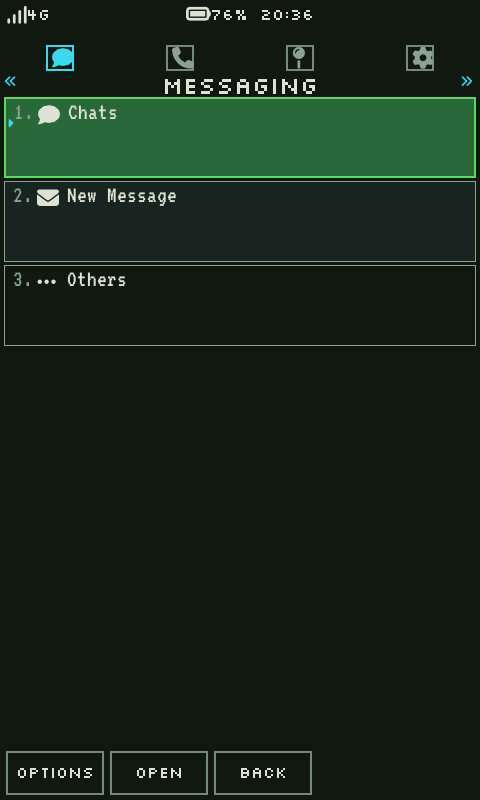 4G 76% 20:36
« MESSAGING »
1. Chats
2. New Message
3. Others
OPTIONS OPEN BACK